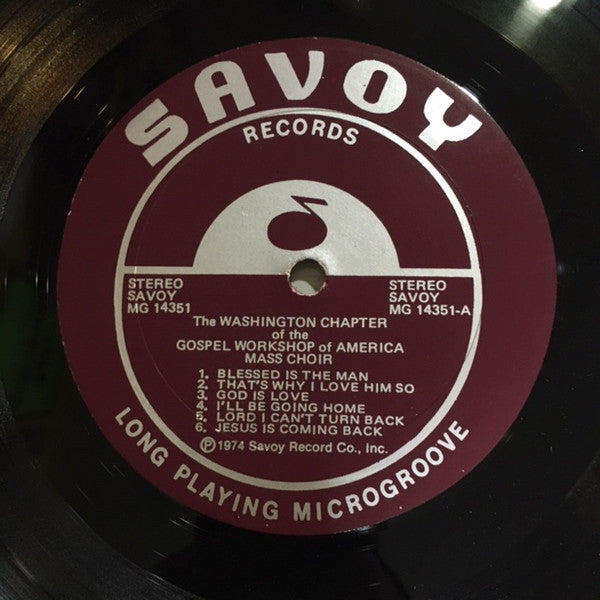 SAVOY
RECORDS
STEREO
SAVOY
MG 14351
STEREO
SAVOY
MG 14351-A
The WASHINGTON CHAPTER
of the
GOSPEL WORKSHOP of AMERICA
MASS CHOIR
1. BLESSED IS THE MAN
2. THAT'S WHY I LOVE HIM SO
3. GOD IS LOVE
4. I'LL BE GOING HOME
5. LORD I CAN'T TURN BACK
6. JESUS IS COMING BACK
Ⓟ1974 Savoy Record Co., Inc.
LONG PLAYING MICROGROOVE